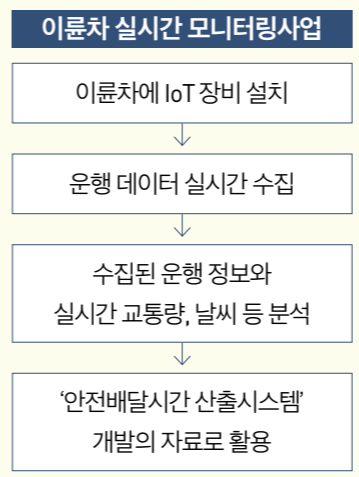 이륜차 실시간 모니터링사업
이륜차에 IoT 장비 설치
운행 데이터 실시간 수집
수집된 운행 정보와
실시간 교통량, 날씨 등 분석
‘안전배달시간 산출시스템’
개발의 자료로 활용